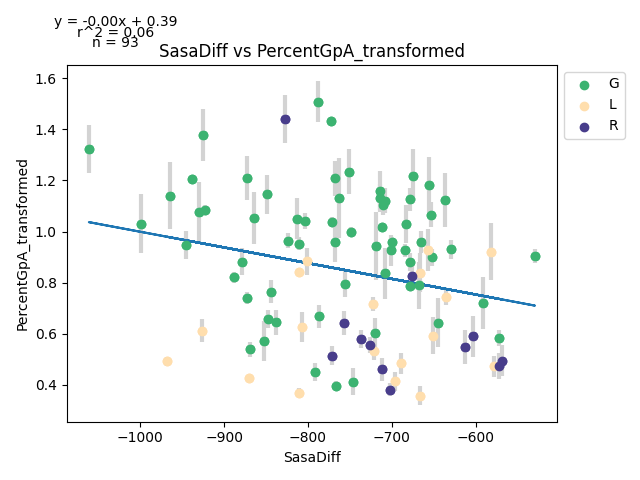 y = -0.00x + 0.39
r^2 = 0.06
n = 93
SasaDiff vs PercentGpA_transformed
G
L
R
PercentGpA_transformed
1.6
1.4
1.2
1.0
0.8
0.6
0.4
−1000 −900 −800 −700 −600
SasaDiff